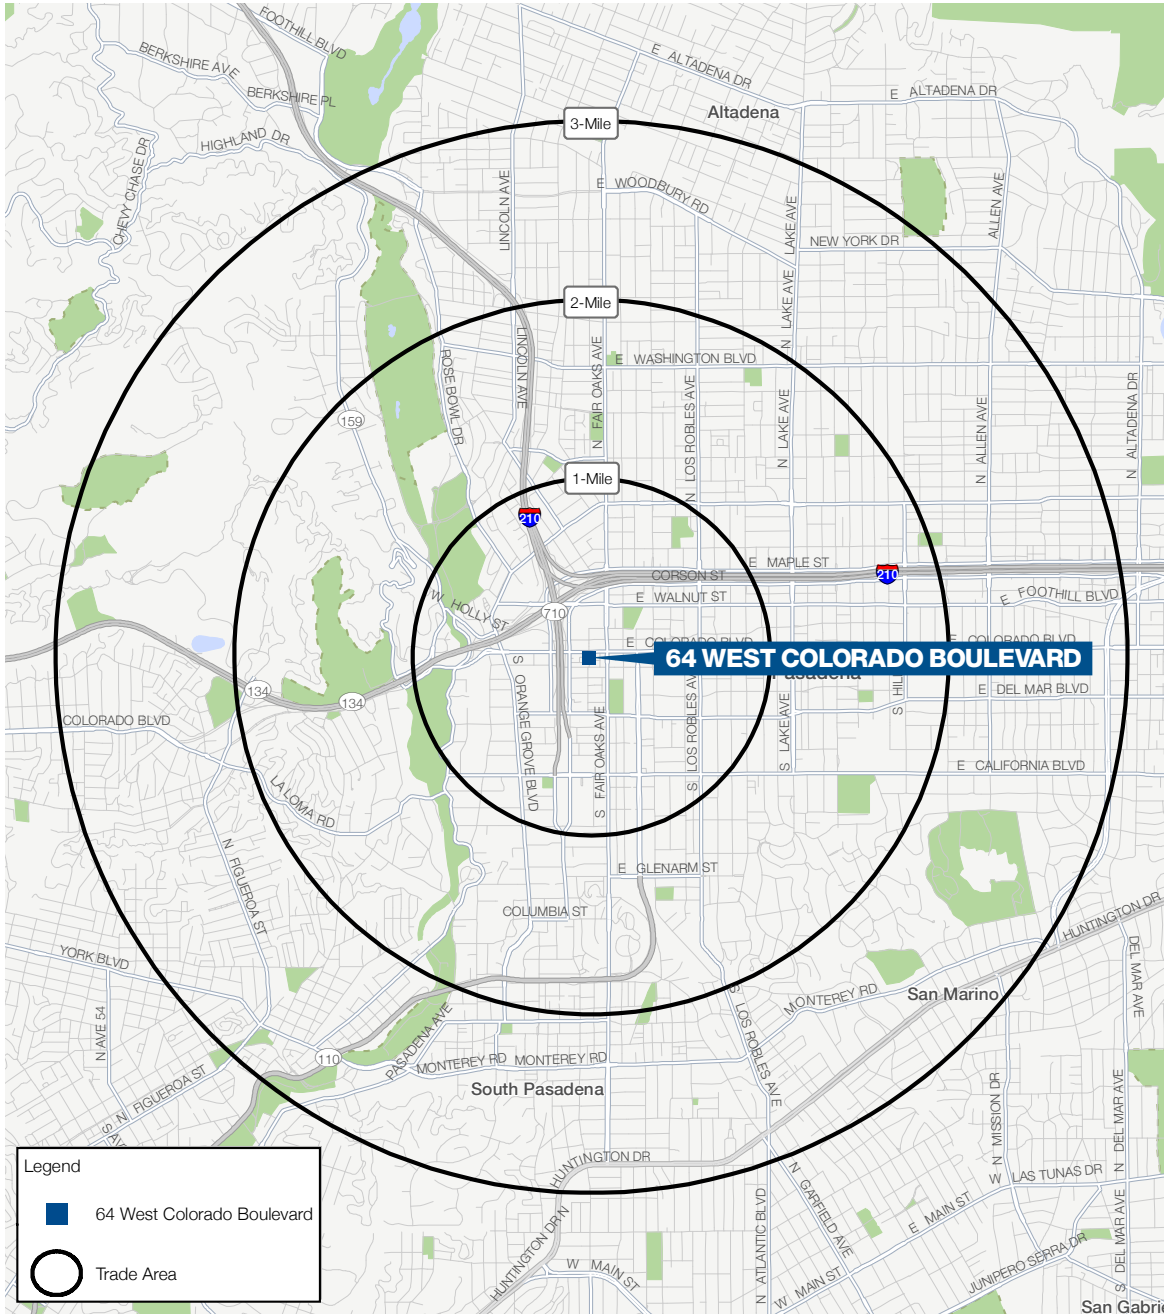 FOOTHILL BLVD
BERKSHIRE AVE
BERKSHIRE PL
HIGHLAND DR
CHEVY CHASE DR
E ALTADENA DR
E ALTADENA DR
Altadena
3-Mile
LINCOLN AVE
E WOODBURY RD
LAKE AVE
ALLEN AVE
NEW YORK DR
N LAKE AVE
2-Mile
LINCOLN AVE
ROSE BOWL DR
N FAIR OAKS AVE
E WASHINGTON BLVD
N LOS ROBLES AVE
N LAKE AVE
N ALLEN AVE
N ALTADENA DR
159
1-Mile
210
E MAPLE ST
CORSON ST
210
E WALNUT ST
E FOOTHILL BLVD
W HOLLY ST
710
E COLORADO BLVD
E COLORADO BLVD
64 WEST COLORADO BOULEVARD
Pasadena
134
134
COLORADO BLVD
S ORANGE GROVE BLVD
S FAIR OAKS AVE
S LOS ROBLES AVE
S LAKE AVE
S HILL
E DEL MAR BLVD
E CALIFORNIA BLVD
LA LOMA RD
N FIGUEROA ST
E GLENARM ST
COLUMBIA ST
YORK BLVD
N AVE 54
HUNTINGTON DR
DEL MAR AVE
San Marino
MONTEREY RD
S LOS ROBLES AVE
PASADENA AVE
110
MONTEREY RD
MONTEREY RD
South Pasadena
N FIGUEROA ST
S AVE
N MISSION DR
N DEL MAR AVE
HUNTINGTON DR
W LAS TUNAS DR
N GARFIELD AVE
E MAIN ST
N ATLANTIC BLVD
S DEL MAR AVE
HUNTINGTON DR N
W MAIN ST
W MAIN ST
JUNIPERO SERRA DR
San Gabri
Legend
64 West Colorado Boulevard
Trade Area